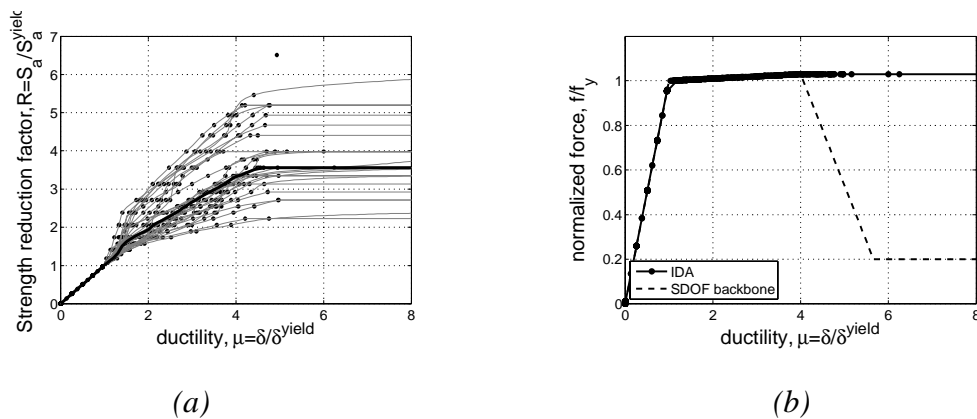 Strength reduction factor, R=S_a/S_a^yield
7
6
5
4
3
2
1
0
0 2 4 6 8
ductility, μ=δ/δ^yield
(a)
normalized force, f/f_y
1
0.8
0.6
0.4
0.2
0
0 2 4 6 8
IDA
SDOF backbone
ductility, μ=δ/δ^yield
(b)